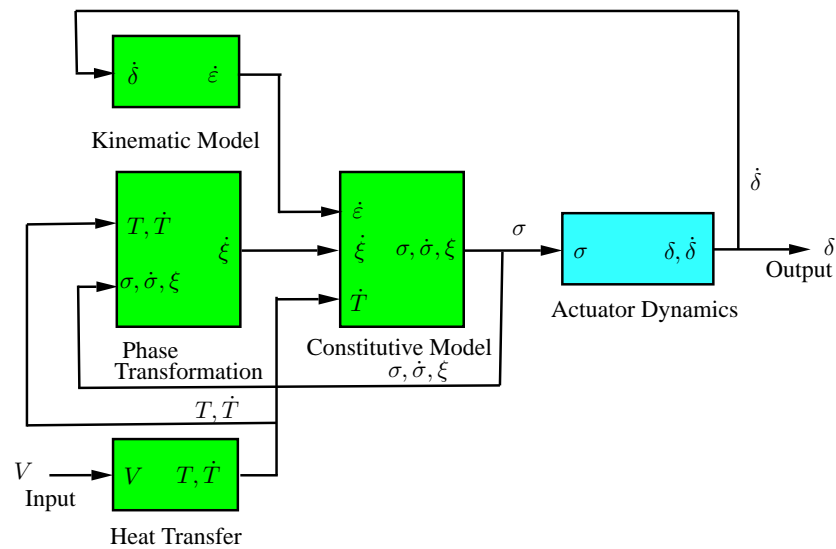 δ̇ ε̇
Kinematic Model
δ̇
T, Ṫ
ξ̇
σ, σ̇, ξ
Phase
Transformation
ε̇
ξ̇
σ, σ̇, ξ
Ṫ
Constitutive Model
σ
σ δ, δ̇
Actuator Dynamics
δ
Output
σ, σ̇, ξ
T, Ṫ
V
Input
V T, Ṫ
Heat Transfer